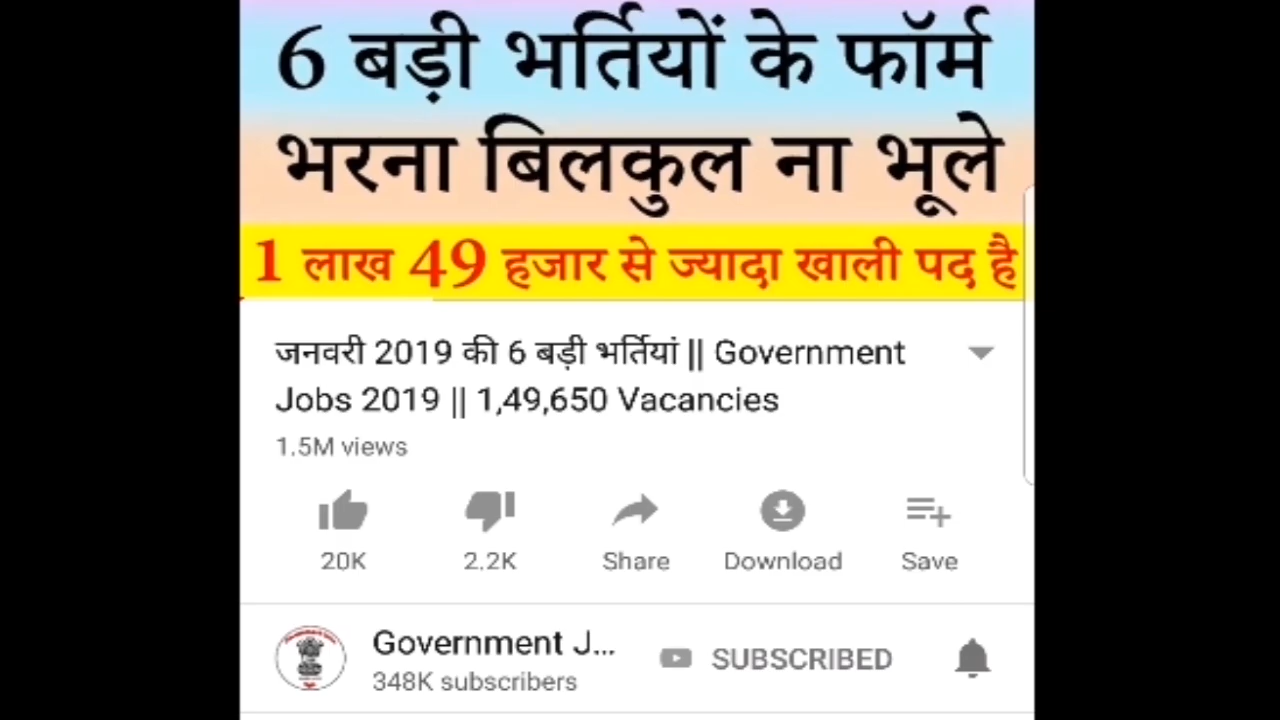 6 बड़ी भर्तियों के फॉर्म
भरना बिलकुल ना भूले
1 लाख 49 हजार से ज्यादा खाली पद है
जनवरी 2019 की 6 बड़ी भर्तियां || Government
Jobs 2019 || 1,49,650 Vacancies
1.5M views
20K
2.2K
Share
Download
Save
Government J...
SUBSCRIBED
348K subscribers